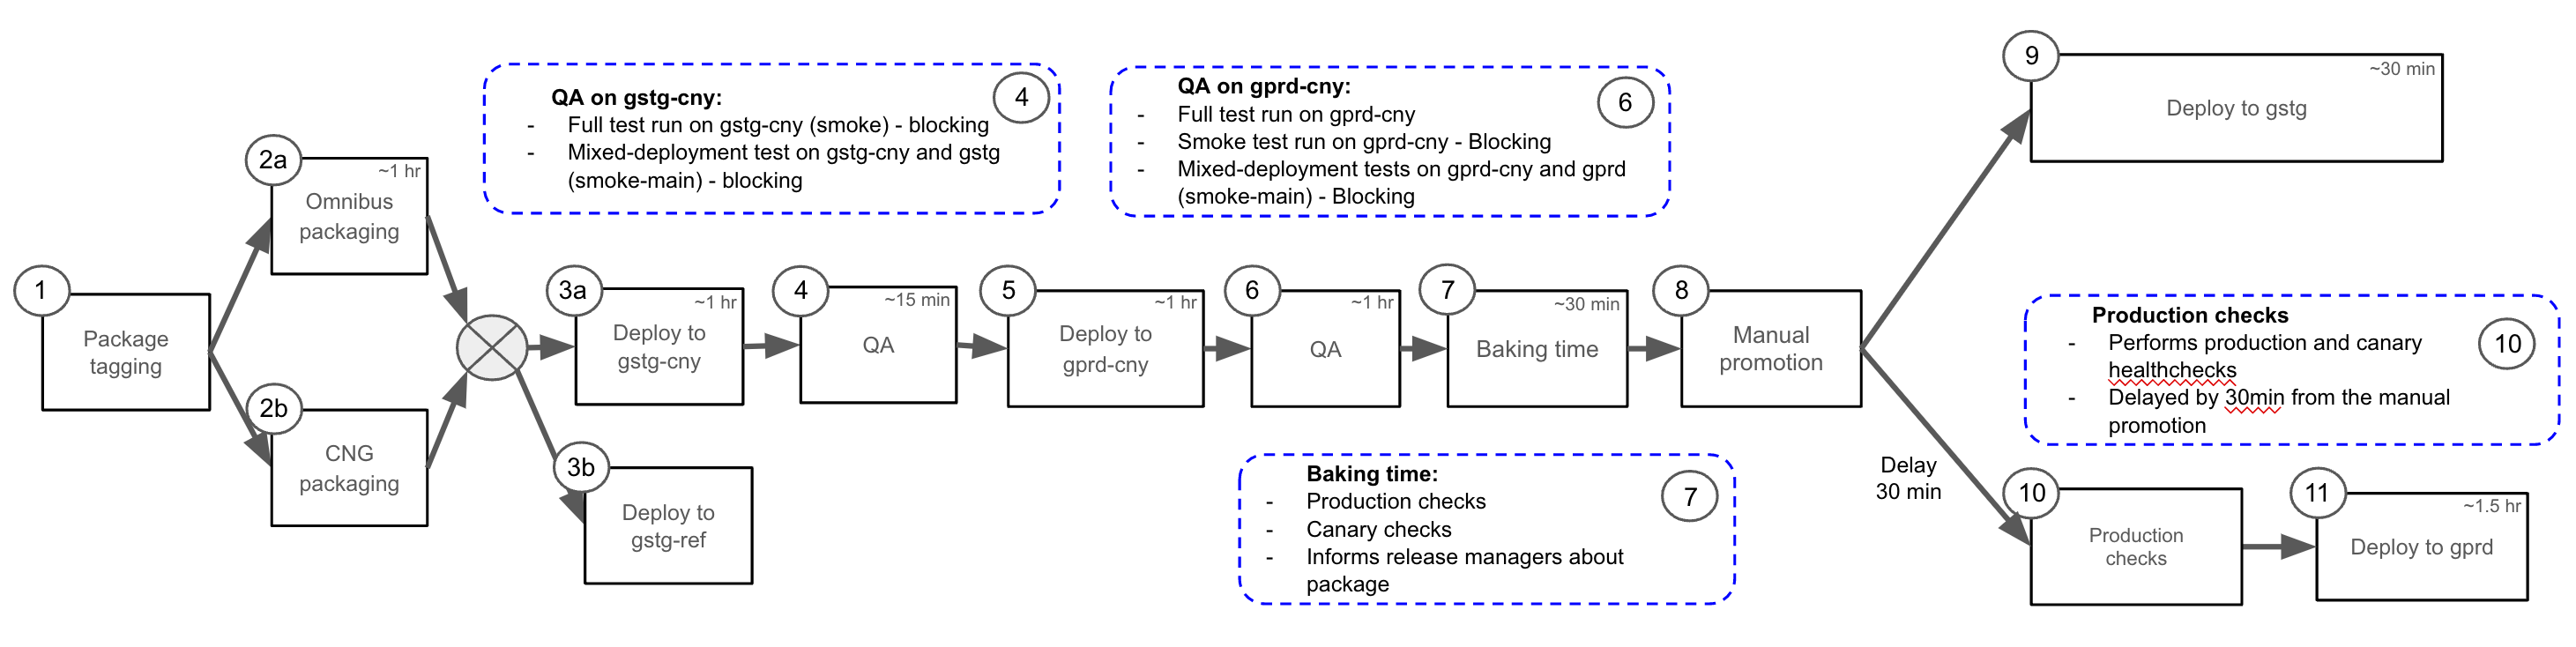 1
Package
tagging
2a
~1 hr
Omnibus
packaging
2b
CNG
packaging
QA on gstg-cny:
4
- Full test run on gstg-cny (smoke) - blocking
- Mixed-deployment test on gstg-cny and gstg
(smoke-main) - blocking
3a
~1 hr
Deploy to
gstg-cny
3b
Deploy to
gstg-ref
4
~15 min
QA
5
~1 hr
Deploy to
gprd-cny
QA on gprd-cny:
6
- Full test run on gprd-cny
- Smoke test run on gprd-cny - Blocking
- Mixed-deployment tests on gprd-cny and gprd
(smoke-main) - Blocking
6
~1 hr
QA
7
~30 min
Baking time
Baking time:
7
- Production checks
- Canary checks
- Informs release managers about
package
8
Manual
promotion
9
~30 min
Deploy to gstg
Delay
30 min
Production checks
10
- Performs production and canary
healthchecks
- Delayed by 30min from the manual
promotion
10
Production
checks
11
~1.5 hr
Deploy to gprd